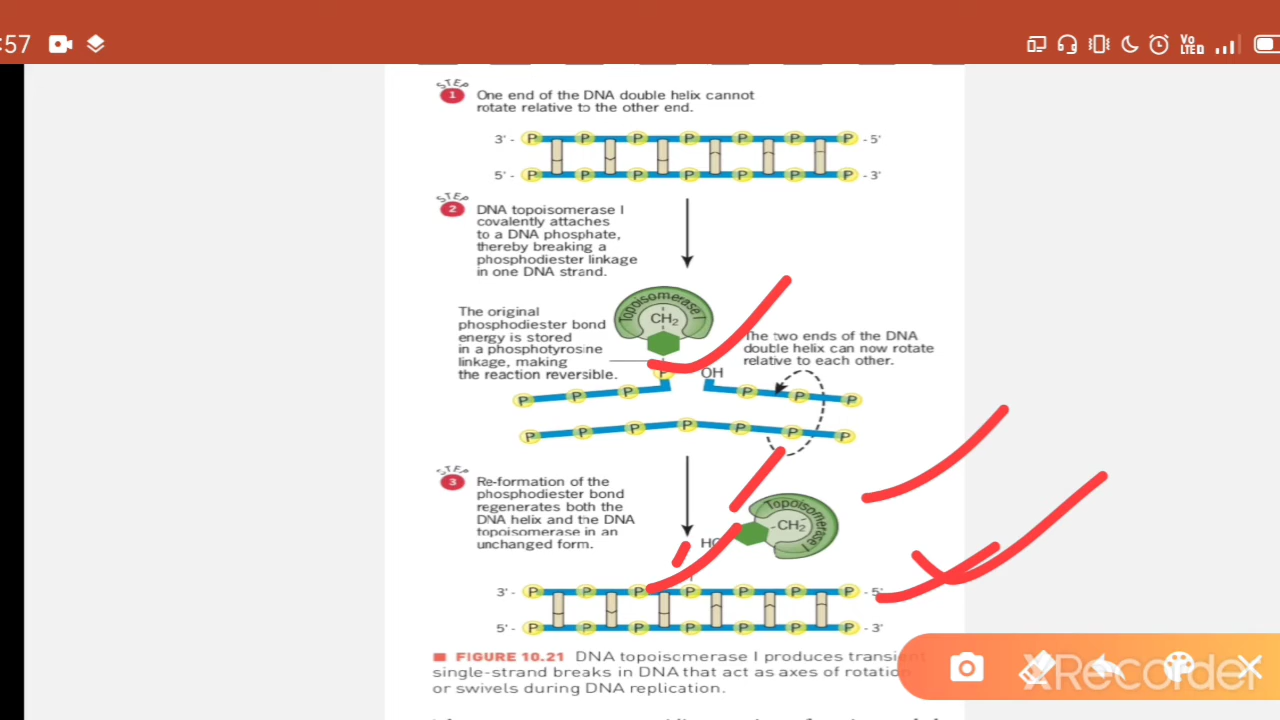 :57
Vo
LTE
STEP
1
One end of the DNA double helix cannot
rotate relative to the other end.
3' - P P P P P P P - 5'
5' - P P P P P P P - 3'
STEP
2
DNA topoisomerase I
covalently attaches
to a DNA phosphate,
thereby breaking a
phosphodiester linkage
in one DNA strand.
Topoisomerase I
CH2
The original
phosphodiester bond
energy is stored
in a phosphotyrosine
linkage, making
the reaction reversible.
The two ends of the DNA
double helix can now rotate
relative to each other.
P OH
P P P P P P
P P P P P P P
STEP
3
Re-formation of the
phosphodiester bond
regenerates both the
DNA helix and the DNA
topoisomerase in an
unchanged form.
Topoisomerase I
-CH2-
HO
3' - P P P P P P P - 5'
5' - P P P P P P P - 3'
FIGURE 10.21 DNA topoisomerase I produces transient
single-strand breaks in DNA that act as axes of rotation
or swivels during DNA replication.
XRecorder